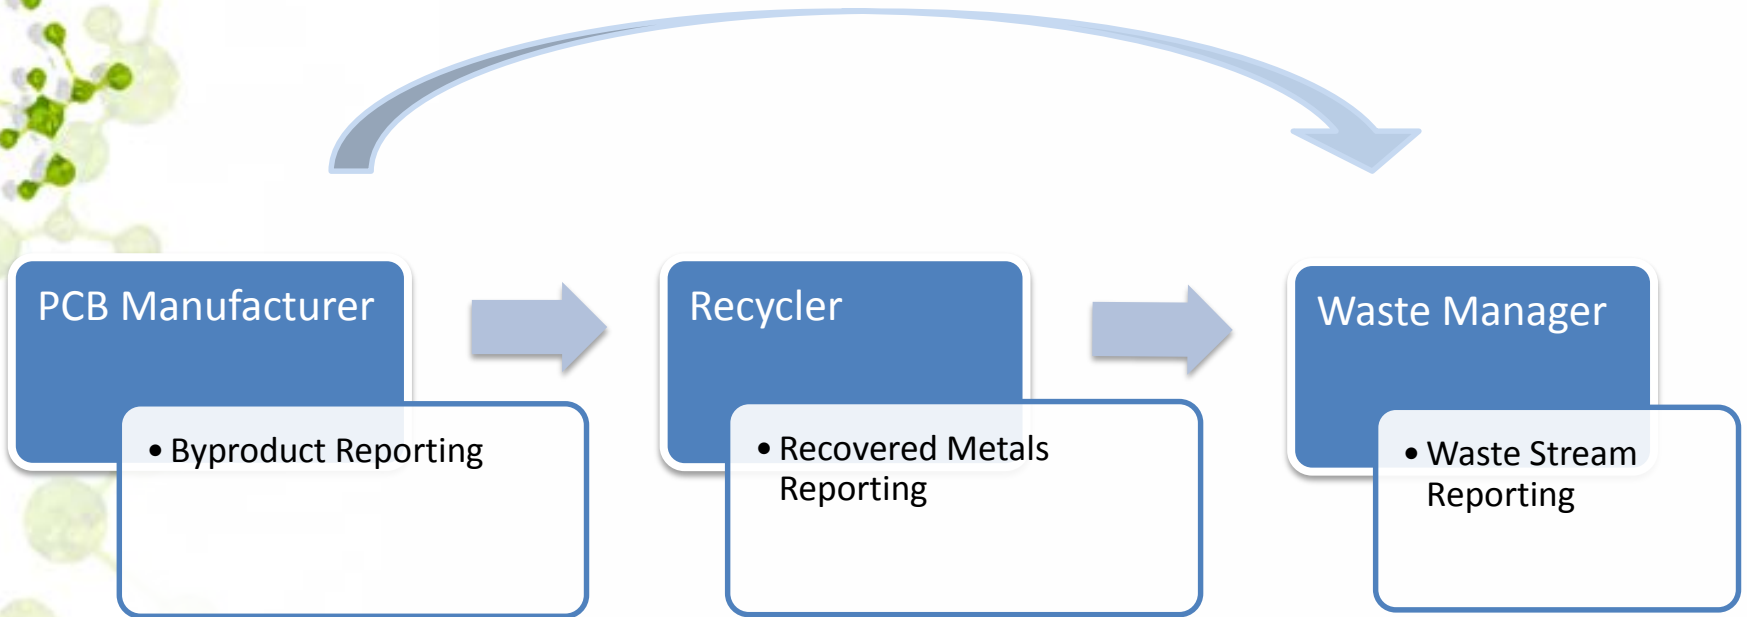 PCB Manufacturer
• Byproduct Reporting
Recycler
• Recovered Metals
Reporting
Waste Manager
• Waste Stream
Reporting